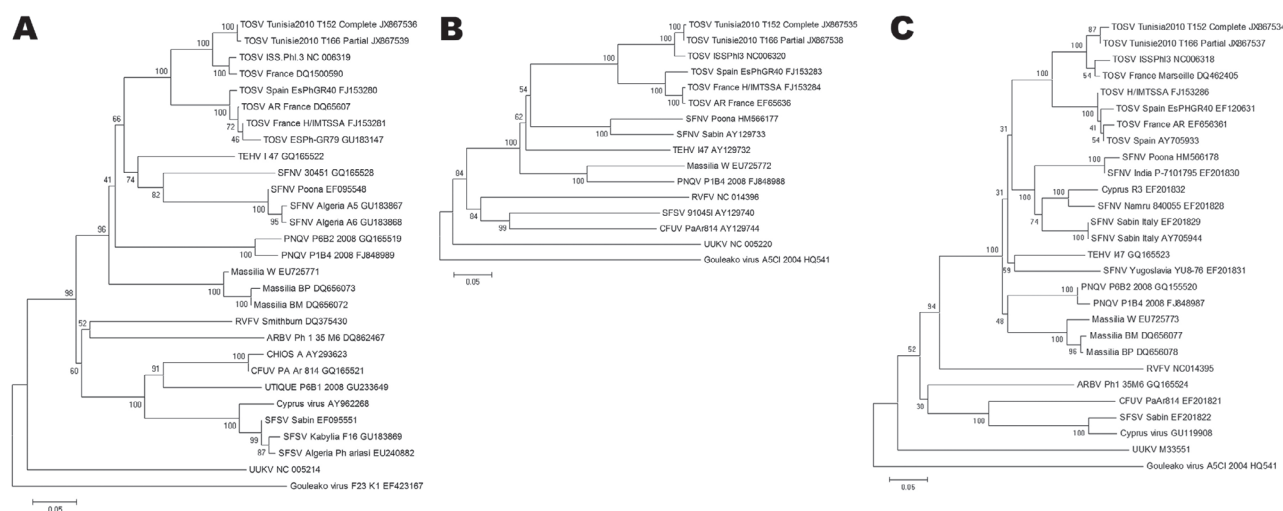 A
TOSV Tunisia2010 T152 Complete JX867536
TOSV Tunisie2010 T166 Partial JX867539
TOSV ISS.Phl.3 NC 006319
TOSV France DQ1500590
TOSV Spain EsPhGR40 FJ153280
TOSV AR France DQ65607
TOSV France H/IMTSSA FJ153281
TOSV ESPh-GR79 GU183147
TEHV I 47 GQ165522
SFNV 30451 GQ165528
SFNV Poona EF095548
SFNV Algeria A5 GU183867
SFNV Algeria A6 GU183868
PNQV P6B2 2008 GQ165519
PNQV P1B4 2008 FJ848989
Massilia W EU725771
Massilia BP DQ656073
Massilia BM DQ656072
RVFV Smithburn DQ375430
ARBV Ph 1 35 M6 DQ862467
CHIOS A AY293623
CFUV PA Ar 814 GQ165521
UTIQUE P6B1 2008 GU233649
Cyprus virus AY962268
SFSV Sabin EF095551
SFSV Kabylia F16 GU183869
SFSV Algeria Ph ariasi EU240882
UUKV NC 005214
Gouleako virus F23 K1 EF423167
100
100
100
100
100
100
72
46
66
74
82
100
95
41
100
96
100
100
98
52
60
100
91
100
100
99
87
0.05
B
TOSV Tunisia2010 T152 Complete JX867535
TOSV Tunisie2010 T166 Partial JX867538
TOSV ISSPhl3 NC006320
TOSV Spain EsPhGR40 FJ153283
TOSV France H/IMTSSA FJ153284
TOSV AR France EF65636
SFNV Poona HM566177
SFNV Sabin AY129733
TEHV I47 AY129732
Massilia W EU725772
PNQV P1B4 2008 FJ848988
RVFV NC 014396
SFSV 91045I AY129740
CFUV PaAr814 AY129744
UUKV NC 005220
Gouleako virus A5CI 2004 HQ541
100
100
100
100
100
54
100
62
100
100
84
84
99
0.05
C
TOSV Tunisia2010 T152 Complete JX867534
TOSV Tunisie2010 T166 Partial JX867537
TOSV ISSPhl3 NC006318
TOSV France Marseille DQ462405
TOSV H/IMTSSA FJ153286
TOSV Spain EsPHGR40 EF120631
TOSV France AR EF656361
TOSV Spain AY705933
SFNV Poona HM566178
SFNV India P-7101795 EF201830
Cyprus R3 EF201832
SFNV Namru 840055 EF201828
SFNV Sabin Italy EF201829
SFNV Sabin Italy AY705944
TEHV I47 GQ165523
SFNV Yugoslavia YU8-76 EF201831
PNQV P6B2 2008 GQ155520
PNQV P1B4 2008 FJ848987
Massilia W EU725773
Massilia BM DQ656077
Massilia BP DQ656078
RVFV NC014395
ARBV Ph1 35M6 GQ165524
CFUV PaAr814 EF201821
SFSV Sabin EF201822
Cyprus virus GU119908
UUKV M33551
Gouleako virus A5CI 2004 HQ541
87
100
54
100
100
41
54
31
100
100
100
74
100
31
59
100
100
48
100
96
94
52
30
100
100
0.05